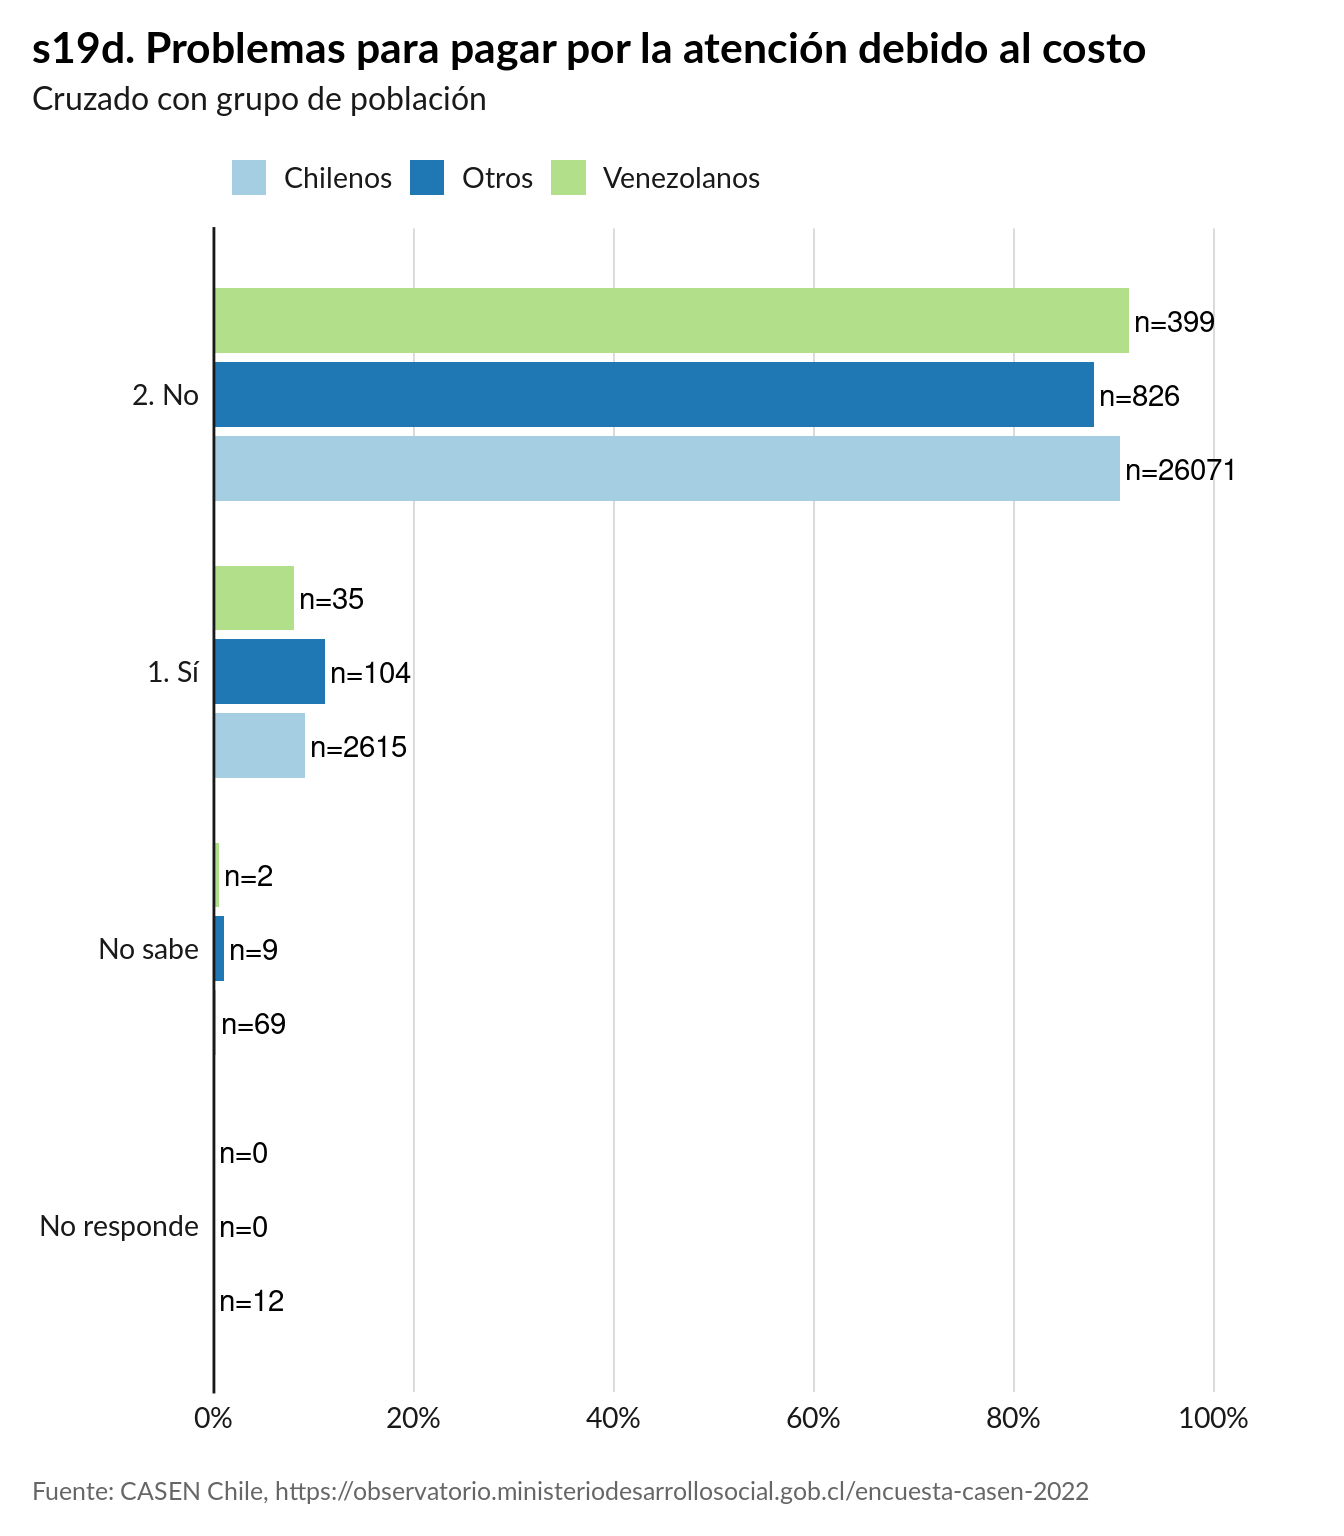 s19d. Problemas para pagar por la atención debido al costo
Cruzado con grupo de población
Chilenos Otros Venezolanos
n=399
2. No n=826
n=26071
n=35
1. Sí n=104
n=2615
n=2
No sabe n=9
n=69
n=0
No responde n=0
n=12
0% 20% 40% 60% 80% 100%
Fuente: CASEN Chile, https://observatorio.ministeriodesarrollosocial.gob.cl/encuesta-casen-2022